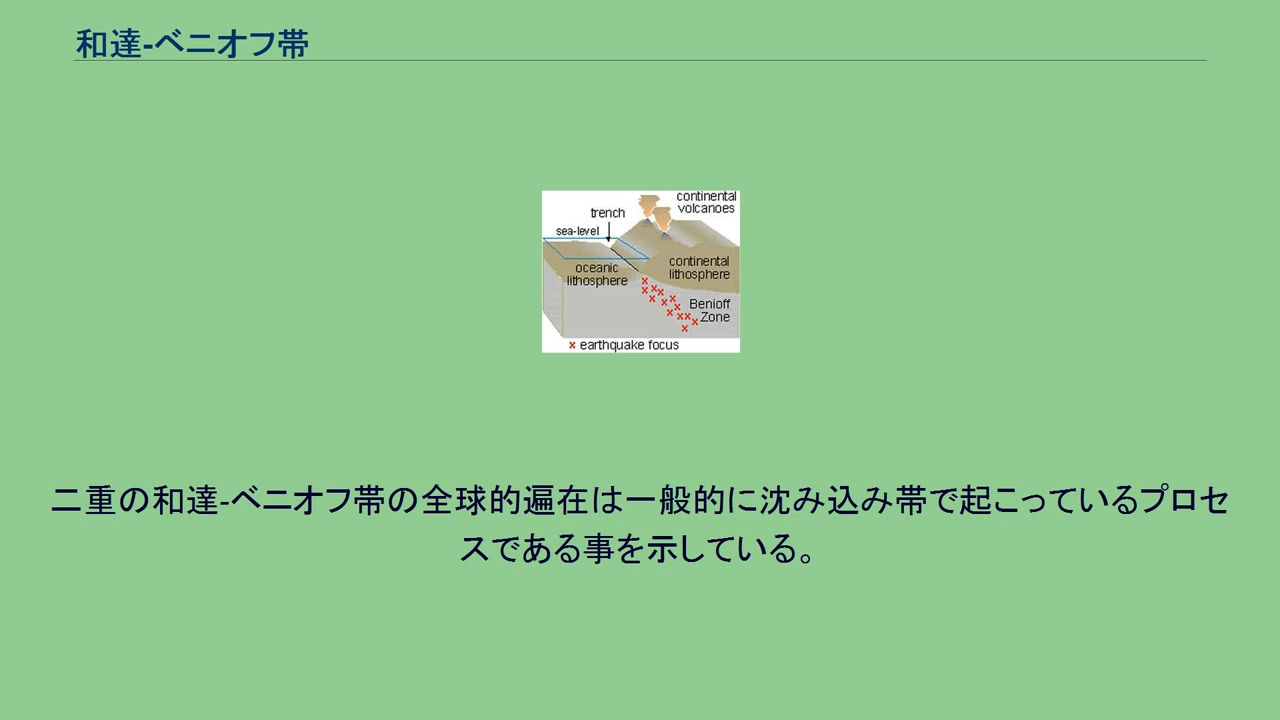 和達-ベニオフ帯
continental
volcanoes
trench
sea-level
oceanic
lithosphere
continental
lithosphere
Benioff
Zone
x earthquake focus
二重の和達-ベニオフ帯の全球的遍在は一般的に沈み込み帯で起こっているプロセ
スである事を示している。